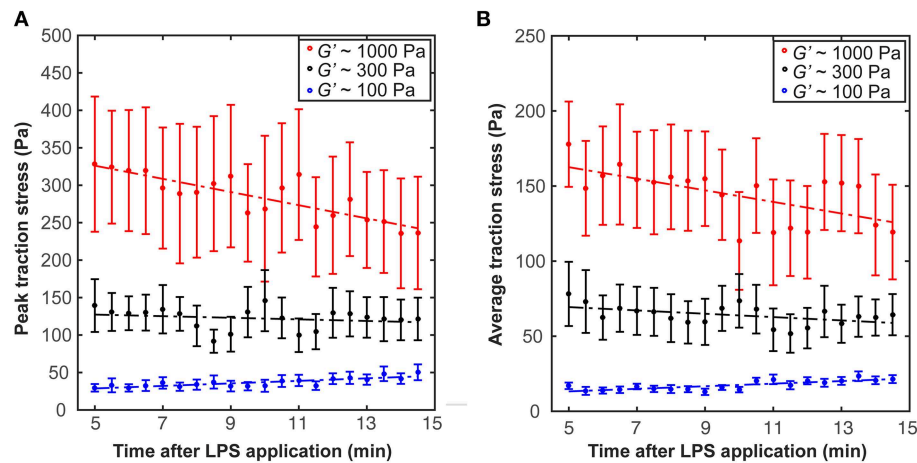 A
Peak traction stress (Pa)
500
450
400
350
300
250
200
150
100
50
0
5
7
9
11
13
15
Time after LPS application (min)
G' ~ 1000 Pa
G' ~ 300 Pa
G' ~ 100 Pa
B
Average traction stress (Pa)
250
200
150
100
50
0
5
7
9
11
13
15
Time after LPS application (min)
G' ~ 1000 Pa
G' ~ 300 Pa
G' ~ 100 Pa